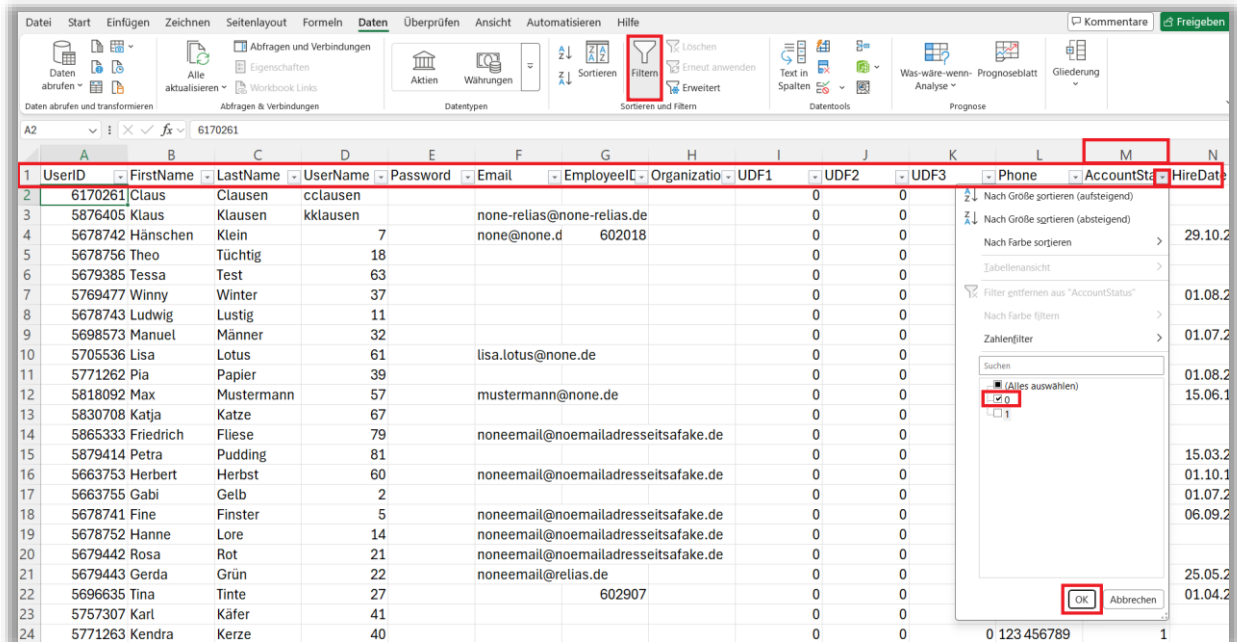 Datei Start Einfügen Zeichnen Seitenlayout Formeln Daten Überprüfen Ansicht Automatisieren Hilfe Kommentare Freigeben
Daten abrufen
Alle aktualisieren
Abfragen und Verbindungen
Eigenschaften
Workbook Links
Aktien
Währungen
Sortieren
Filtern
Löschen
Erneut anwenden
Erweitert
Text in Spalten
Was-wäre-wenn-Analyse
Prognoseblatt
Gliederung
Daten abrufen und transformieren Abfragen & Verbindungen Datentypen Sortieren und Filtern Datentools Prognose
A2 fx 6170261
A B C D E F G H I J K L M N
1 UserID FirstName LastName UserName Password Email EmployeeID Organizatio UDF1 UDF2 UDF3 Phone AccountSta HireDate
2 6170261 Claus Clausen cclausen 0 0
3 5876405 Klaus Klausen kklausen none-relias@none-relias.de 0 0
4 5678742 Hänschen Klein 7 none@none.d 602018 0 0 29.10.2
5 5678756 Theo Tüchtig 18 0 0
6 5679385 Tessa Test 63 0 0
7 5769477 Winny Winter 37 0 0 01.08.2
8 5678743 Ludwig Lustig 11 0 0
9 5698573 Manuel Männer 32 0 0 01.07.2
10 5705536 Lisa Lotus 61 lisa.lotus@none.de 0 0
11 5771262 Pia Papier 39 0 0 01.08.2
12 5818092 Max Mustermann 57 mustermann@none.de 0 0 15.06.1
13 5830708 Katja Katze 67 0 0
14 5865333 Friedrich Fliese 79 noneemail@noemailadresseitsafake.de 0 0
15 5879414 Petra Pudding 81 0 0 15.03.2
16 5663753 Herbert Herbst 60 noneemail@noemailadresseitsafake.de 0 0 01.10.1
17 5663755 Gabi Gelb 2 0 0 01.07.2
18 5678741 Fine Finster 5 noneemail@noemailadresseitsafake.de 0 0 06.09.2
19 5678752 Hanne Lore 14 noneemail@noemailadresseitsafake.de 0 0
20 5679442 Rosa Rot 21 noneemail@noemailadresseitsafake.de 0 0
21 5679443 Gerda Grün 22 noneemail@relias.de 0 0 25.05.2
22 5696635 Tina Tinte 27 602907 0 0 01.04.2
23 5757307 Karl Käfer 41 0 0
24 5771263 Kendra Kerze 40 0 0 0 123 456789 1
Nach Größe sortieren (aufsteigend)
Nach Größe sortieren (absteigend)
Nach Farbe sortieren
Tabellenansicht
Filter entfernen aus "AccountStatus"
Nach Farbe filtern
Zahlenfilter
Suchen
(Alles auswählen)
0
1
OK Abbrechen